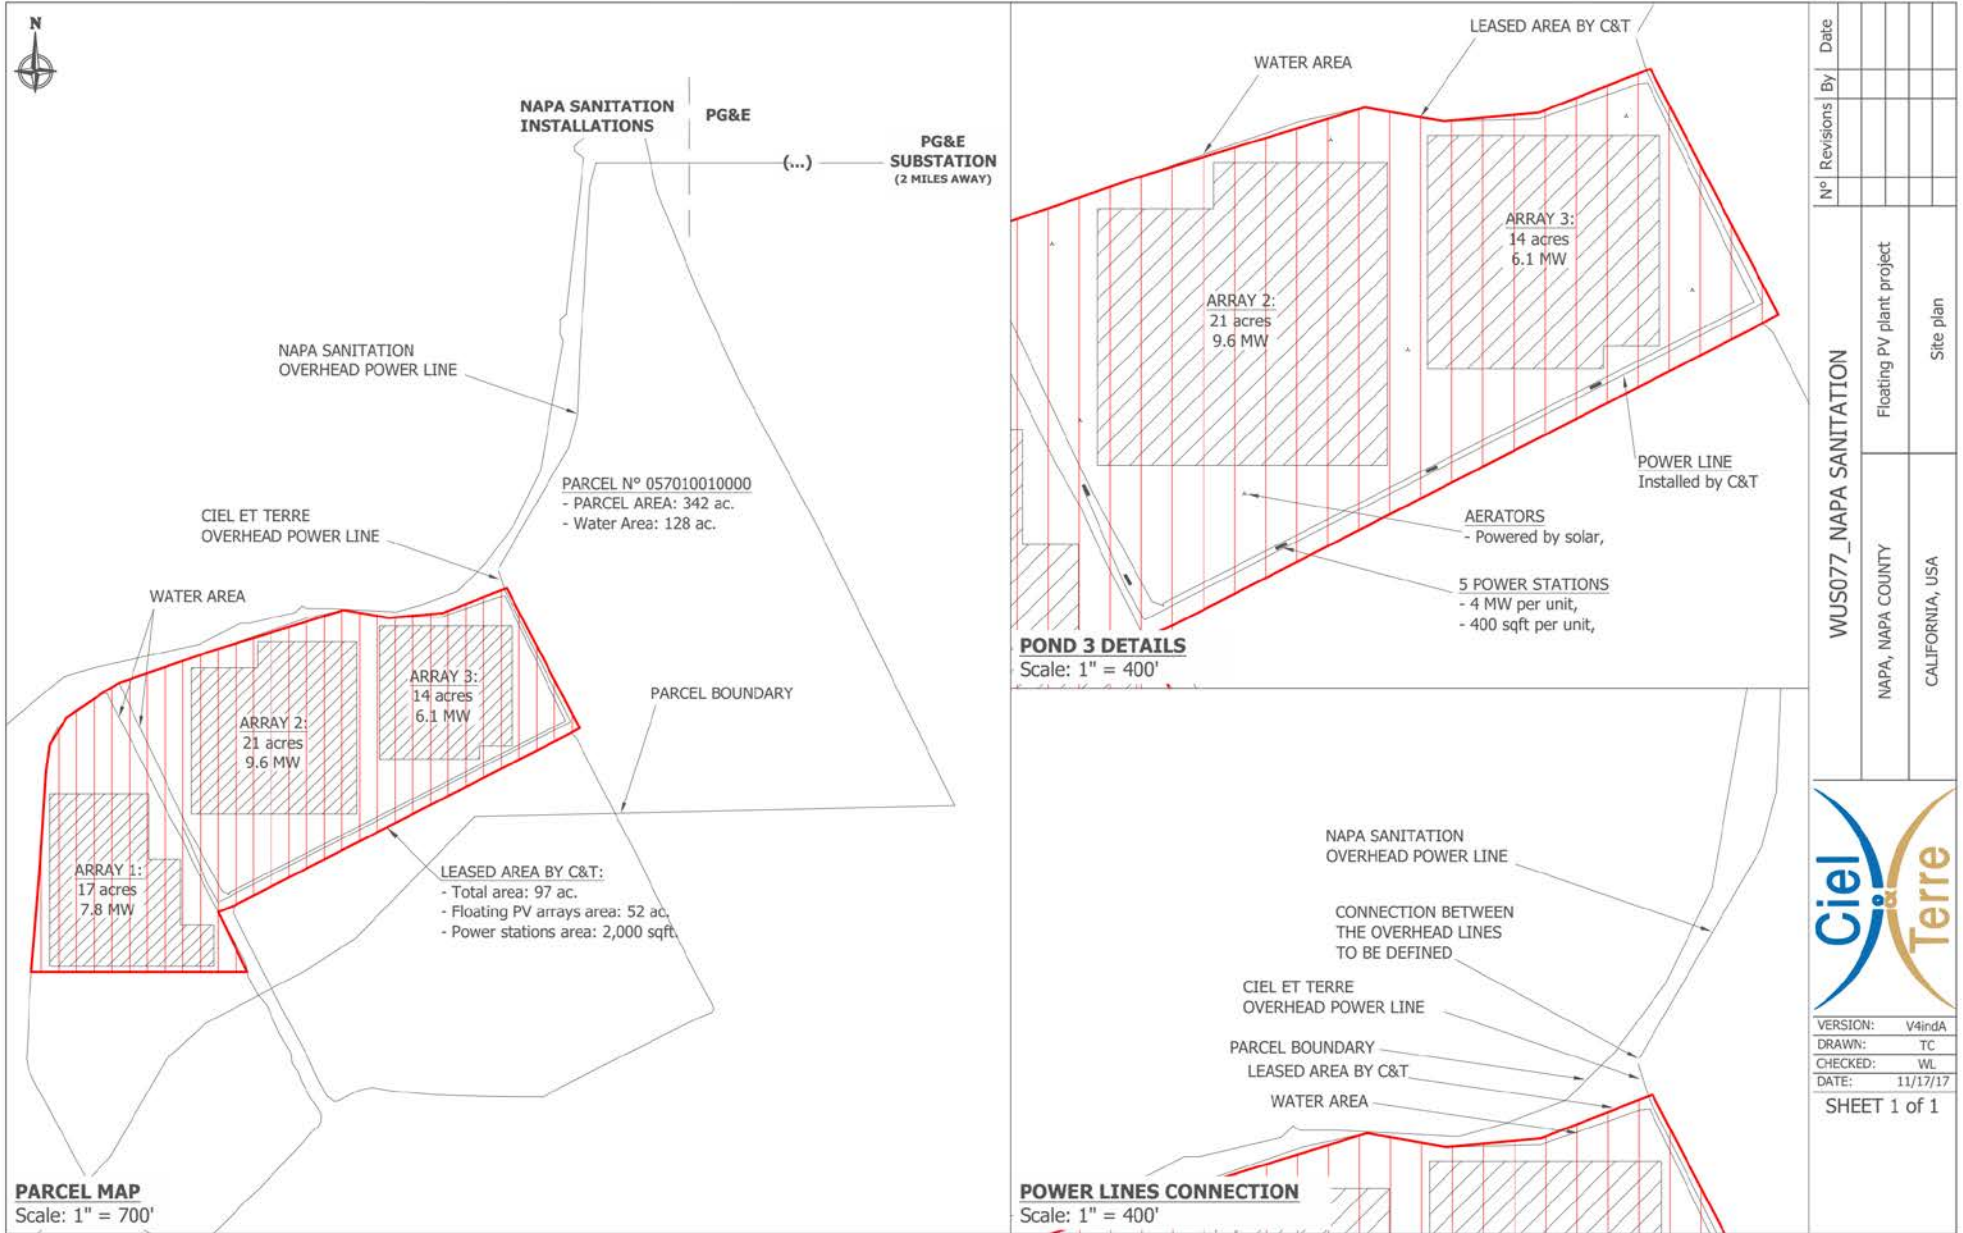 N
NAPA SANITATION
INSTALLATIONS
PG&E
(...)
PG&E
SUBSTATION
(2 MILES AWAY)
NAPA SANITATION
OVERHEAD POWER LINE
PARCEL N° 057010010000
- PARCEL AREA: 342 ac.
- Water Area: 128 ac.
CIEL ET TERRE
OVERHEAD POWER LINE
WATER AREA
PARCEL BOUNDARY
ARRAY 3:
14 acres
6.1 MW
ARRAY 2:
21 acres
9.6 MW
ARRAY 1:
17 acres
7.8 MW
LEASED AREA BY C&T:
- Total area: 97 ac.
- Floating PV arrays area: 52 ac.
- Power stations area: 2,000 sqft.
PARCEL MAP
Scale: 1" = 700'
LEASED AREA BY C&T
WATER AREA
ARRAY 3:
14 acres
6.1 MW
ARRAY 2:
21 acres
9.6 MW
POWER LINE
Installed by C&T
AERATORS
- Powered by solar,
5 POWER STATIONS
- 4 MW per unit,
- 400 sqft per unit,
POND 3 DETAILS
Scale: 1" = 400'
NAPA SANITATION
OVERHEAD POWER LINE
CONNECTION BETWEEN
THE OVERHEAD LINES
TO BE DEFINED
CIEL ET TERRE
OVERHEAD POWER LINE
PARCEL BOUNDARY
LEASED AREA BY C&T
WATER AREA
POWER LINES CONNECTION
Scale: 1" = 400'
N° Revisions By Date
WUS077_NAPA SANITATION
Floating PV plant project
Site plan
NAPA, NAPA COUNTY
CALIFORNIA, USA
Ciel
&
Terre
VERSION: V4indA
DRAWN: TC
CHECKED: WL
DATE: 11/17/17
SHEET 1 of 1